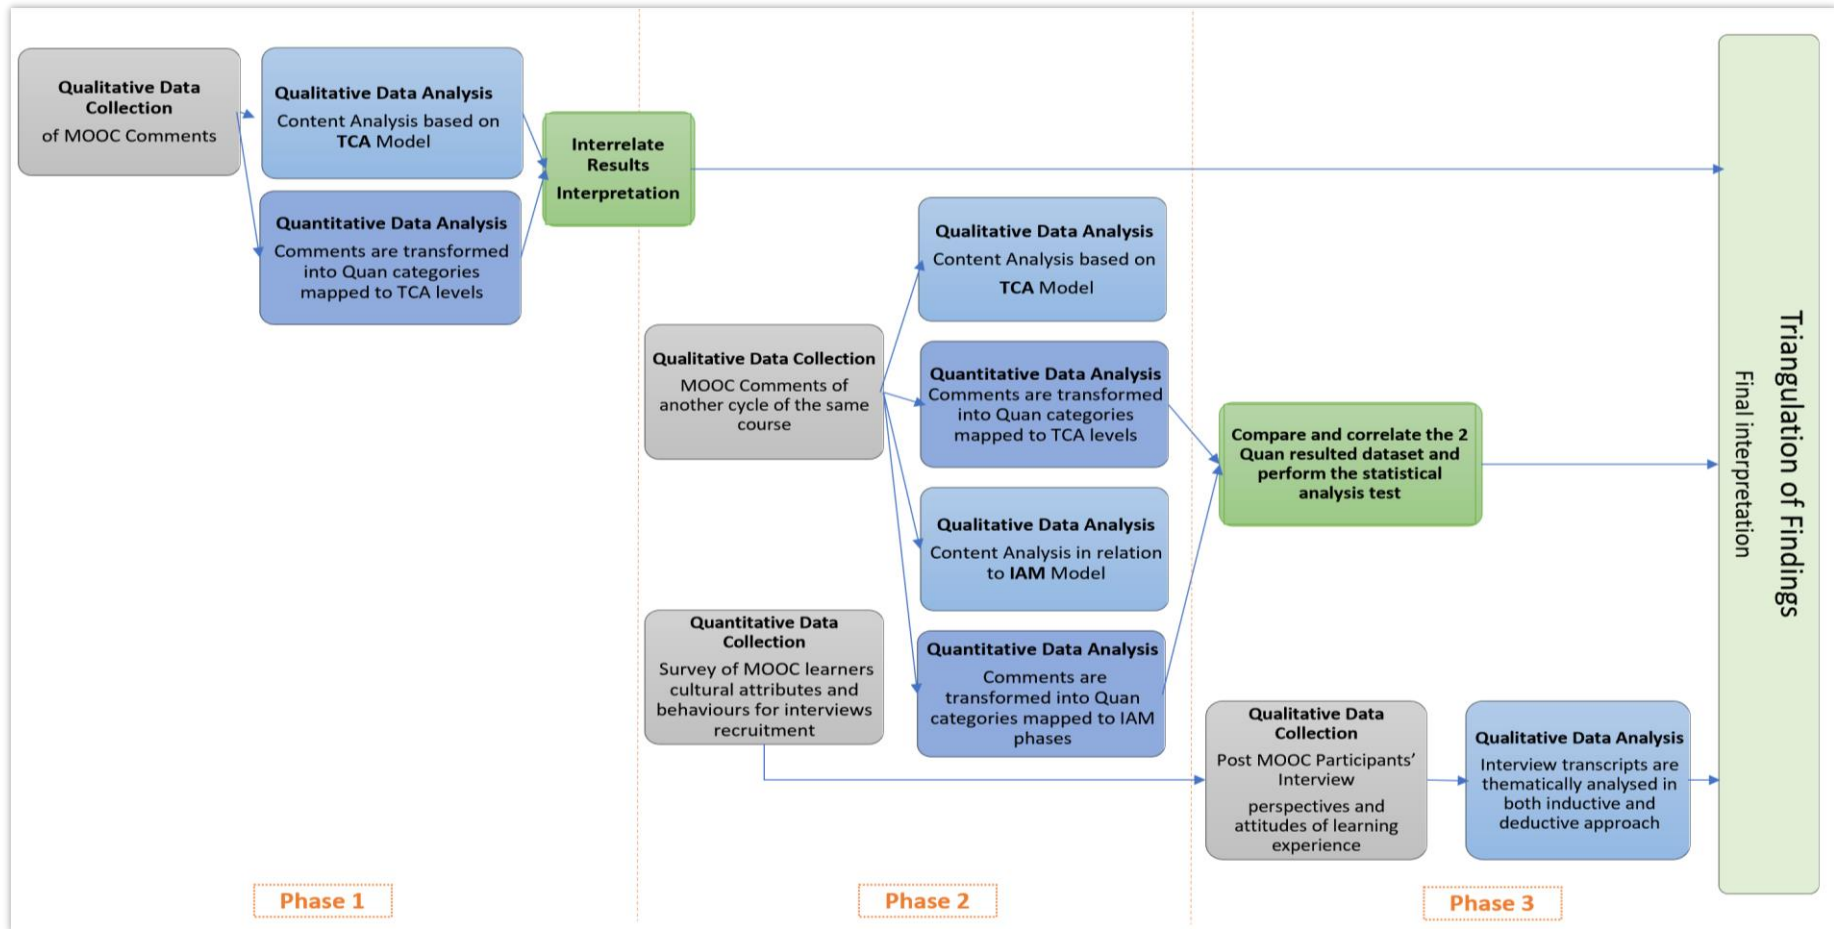 Qualitative Data
Collection
of MOOC Comments
Qualitative Data Analysis
Content Analysis based on
TCA Model
Quantitative Data Analysis
Comments are transformed
into Quan categories
mapped to TCA levels
Interrelate
Results
Interpretation
Qualitative Data Collection
MOOC Comments of
another cycle of the same
course
Quantitative Data
Collection
Survey of MOOC learners
cultural attributes and
behaviours for interviews
recruitment
Qualitative Data Analysis
Content Analysis based on
TCA Model
Quantitative Data Analysis
Comments are transformed
into Quan categories
mapped to TCA levels
Qualitative Data Analysis
Content Analysis in relation
to IAM Model
Quantitative Data Analysis
Comments are
transformed into Quan
categories mapped to IAM
phases
Compare and correlate the 2
Quan resulted dataset and
perform the statistical
analysis test
Qualitative Data
Collection
Post MOOC Participants’
Interview
perspectives and
attitudes of learning
experience
Qualitative Data Analysis
Interview transcripts are
thematically analysed in
both inductive and
deductive approach
Triangulation of Findings
Final interpretation
Phase 1
Phase 2
Phase 3